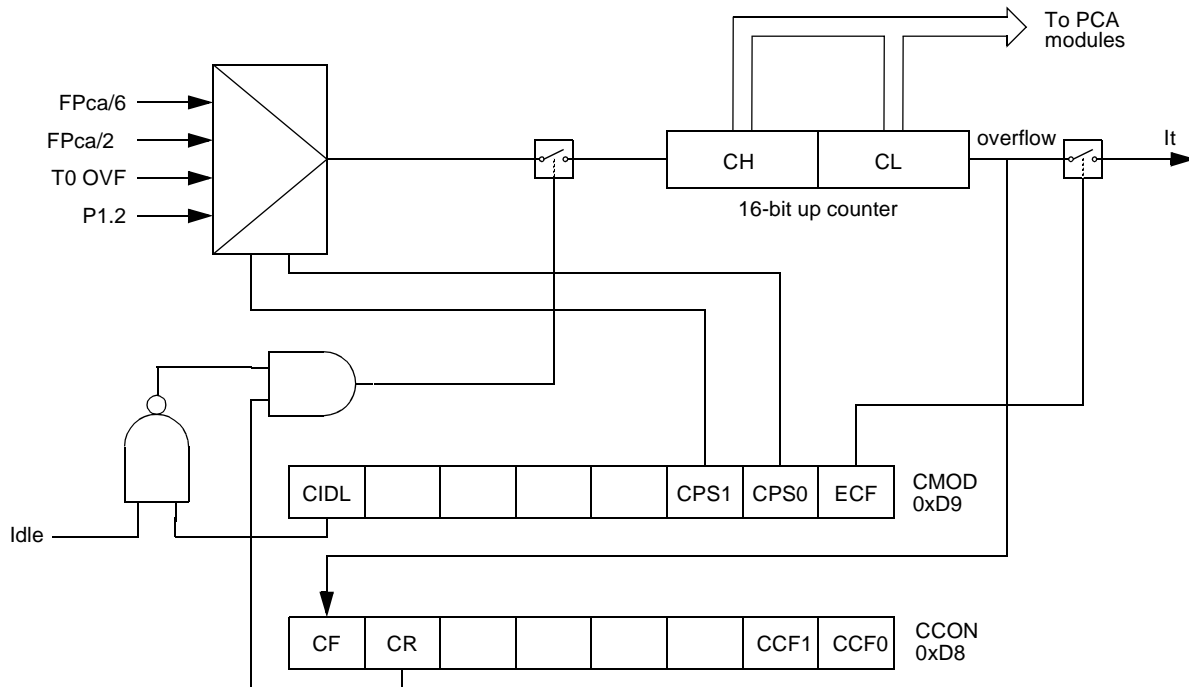 To PCA
modules
FPca/6
FPca/2
T0 OVF
P1.2
overflow
It
CH
CL
16-bit up counter
CIDL
CPS1
CPS0
ECF
CMOD
0xD9
Idle
CF
CR
CCF1
CCF0
CCON
0xD8